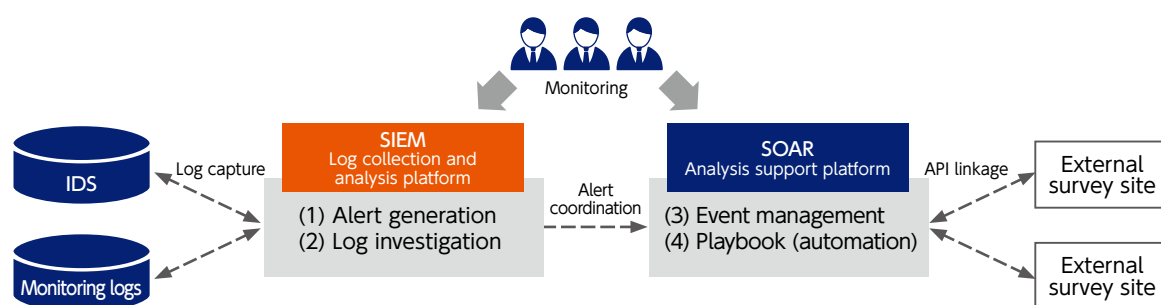 Monitoring
SIEM
Log collection and
analysis platform
SOAR
Analysis support platform
IDS
Log capture
(1) Alert generation
(2) Log investigation
Alert
coordination
(3) Event management
(4) Playbook (automation)
API linkage
External
survey site
Monitoring logs
External
survey site